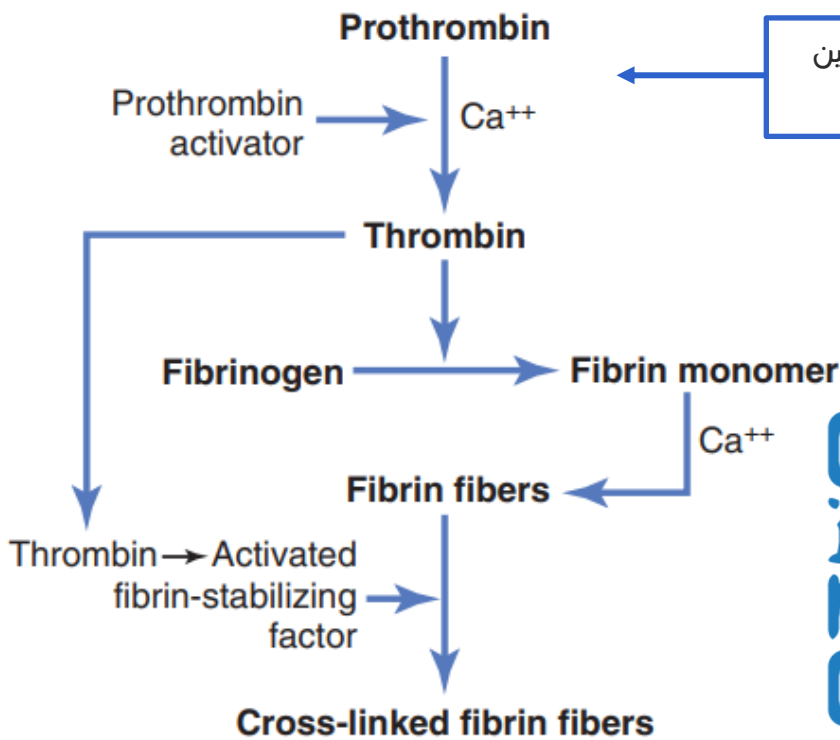 Prothrombin
Prothrombin
activator
Ca⁺⁺
Thrombin
Fibrinogen
Fibrin monomer
Ca⁺⁺
Fibrin fibers
Thrombin → Activated
fibrin-stabilizing
factor
Cross-linked fibrin fibers